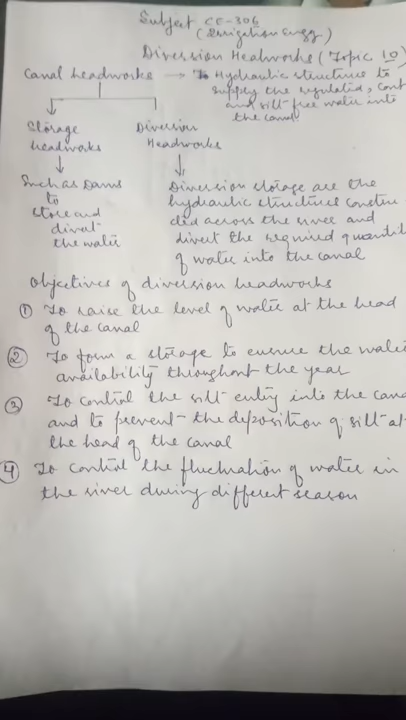 Subject CE-306
(Irrigation Engg)
Diversion Headworks (Topic 10)
Canal headworks → To Hydraulic structures to
supply the regulated, cont
and silt free water into
the canal
Storage headworks
Diversion Headworks
Such as Dams
to
store and
divert
the water
Diversion storage are the
hydraulic structures constru
cted across the river and
divert the required quantit
of water into the canal
Objectives of diversion headworks
① To raise the level of water at the head
of the canal
② To form a storage to ensure the water
availability throughout the year
③ To control the silt entry into the cana
and to prevent the deposition of silt at
the head of the canal
④ To control the fluctuation of water in
the river during different season